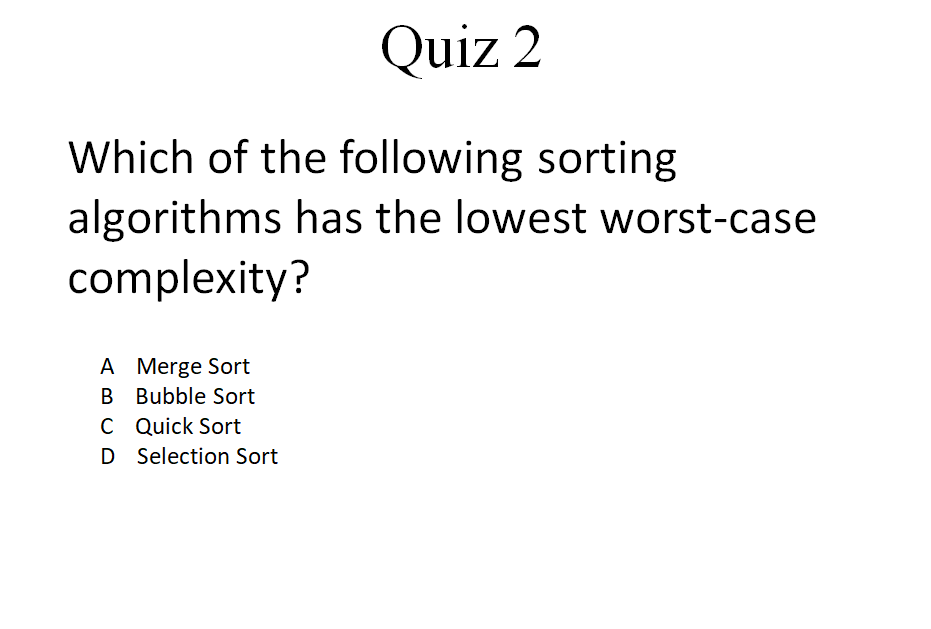 Quiz 2
Which of the following sorting
algorithms has the lowest worst-case
complexity?
A Merge Sort
B Bubble Sort
C Quick Sort
D Selection Sort